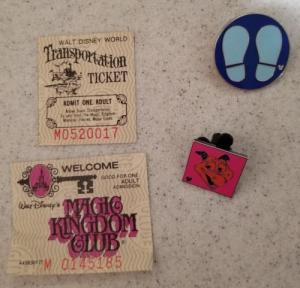 WALT DISNEY WORLD
Transportation
TICKET
ADMIT ONE ADULT
M0520017
WELCOME
GOOD FOR ONE
ADULT
ADMISSION
Walt Disney's
MAGIC
KINGDOM
CLUB
M 0145185